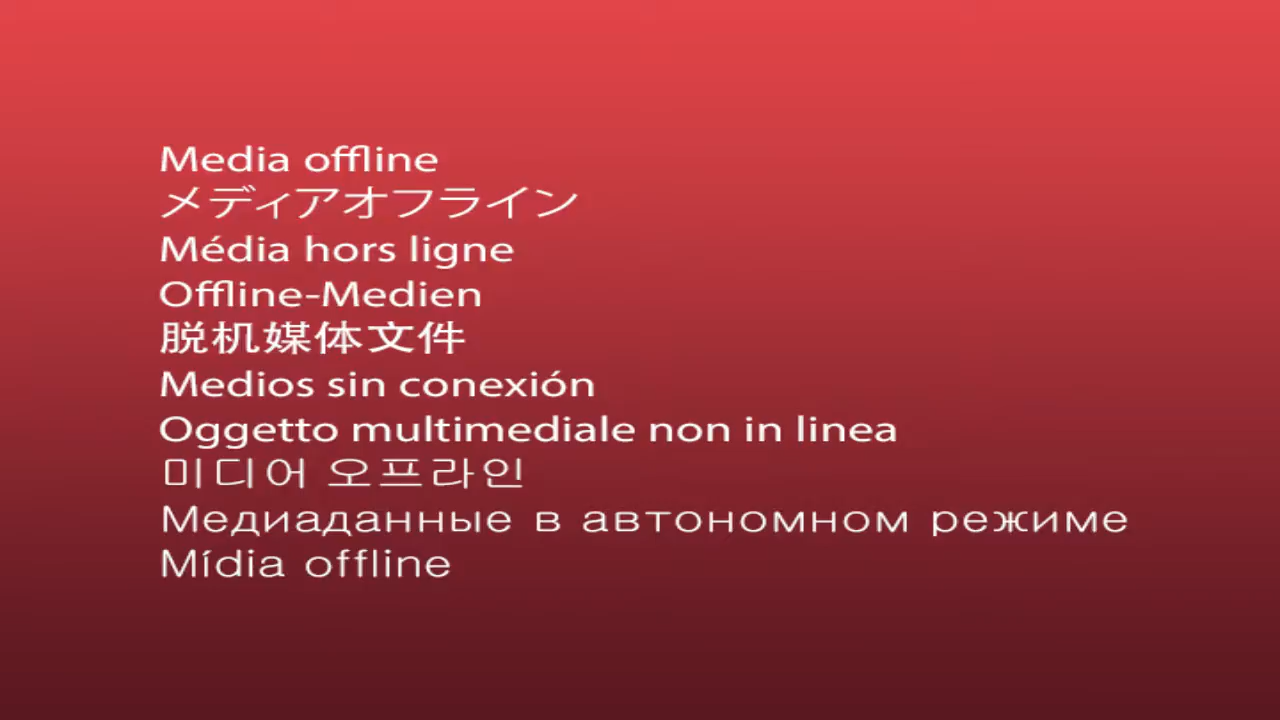 Media offline
メディアオフライン
Média hors ligne
Offline-Medien
脱机媒体文件
Medios sin conexión
Oggetto multimediale non in linea
미디어 오프라인
Медиаданные в автономном режиме
Mídia offline